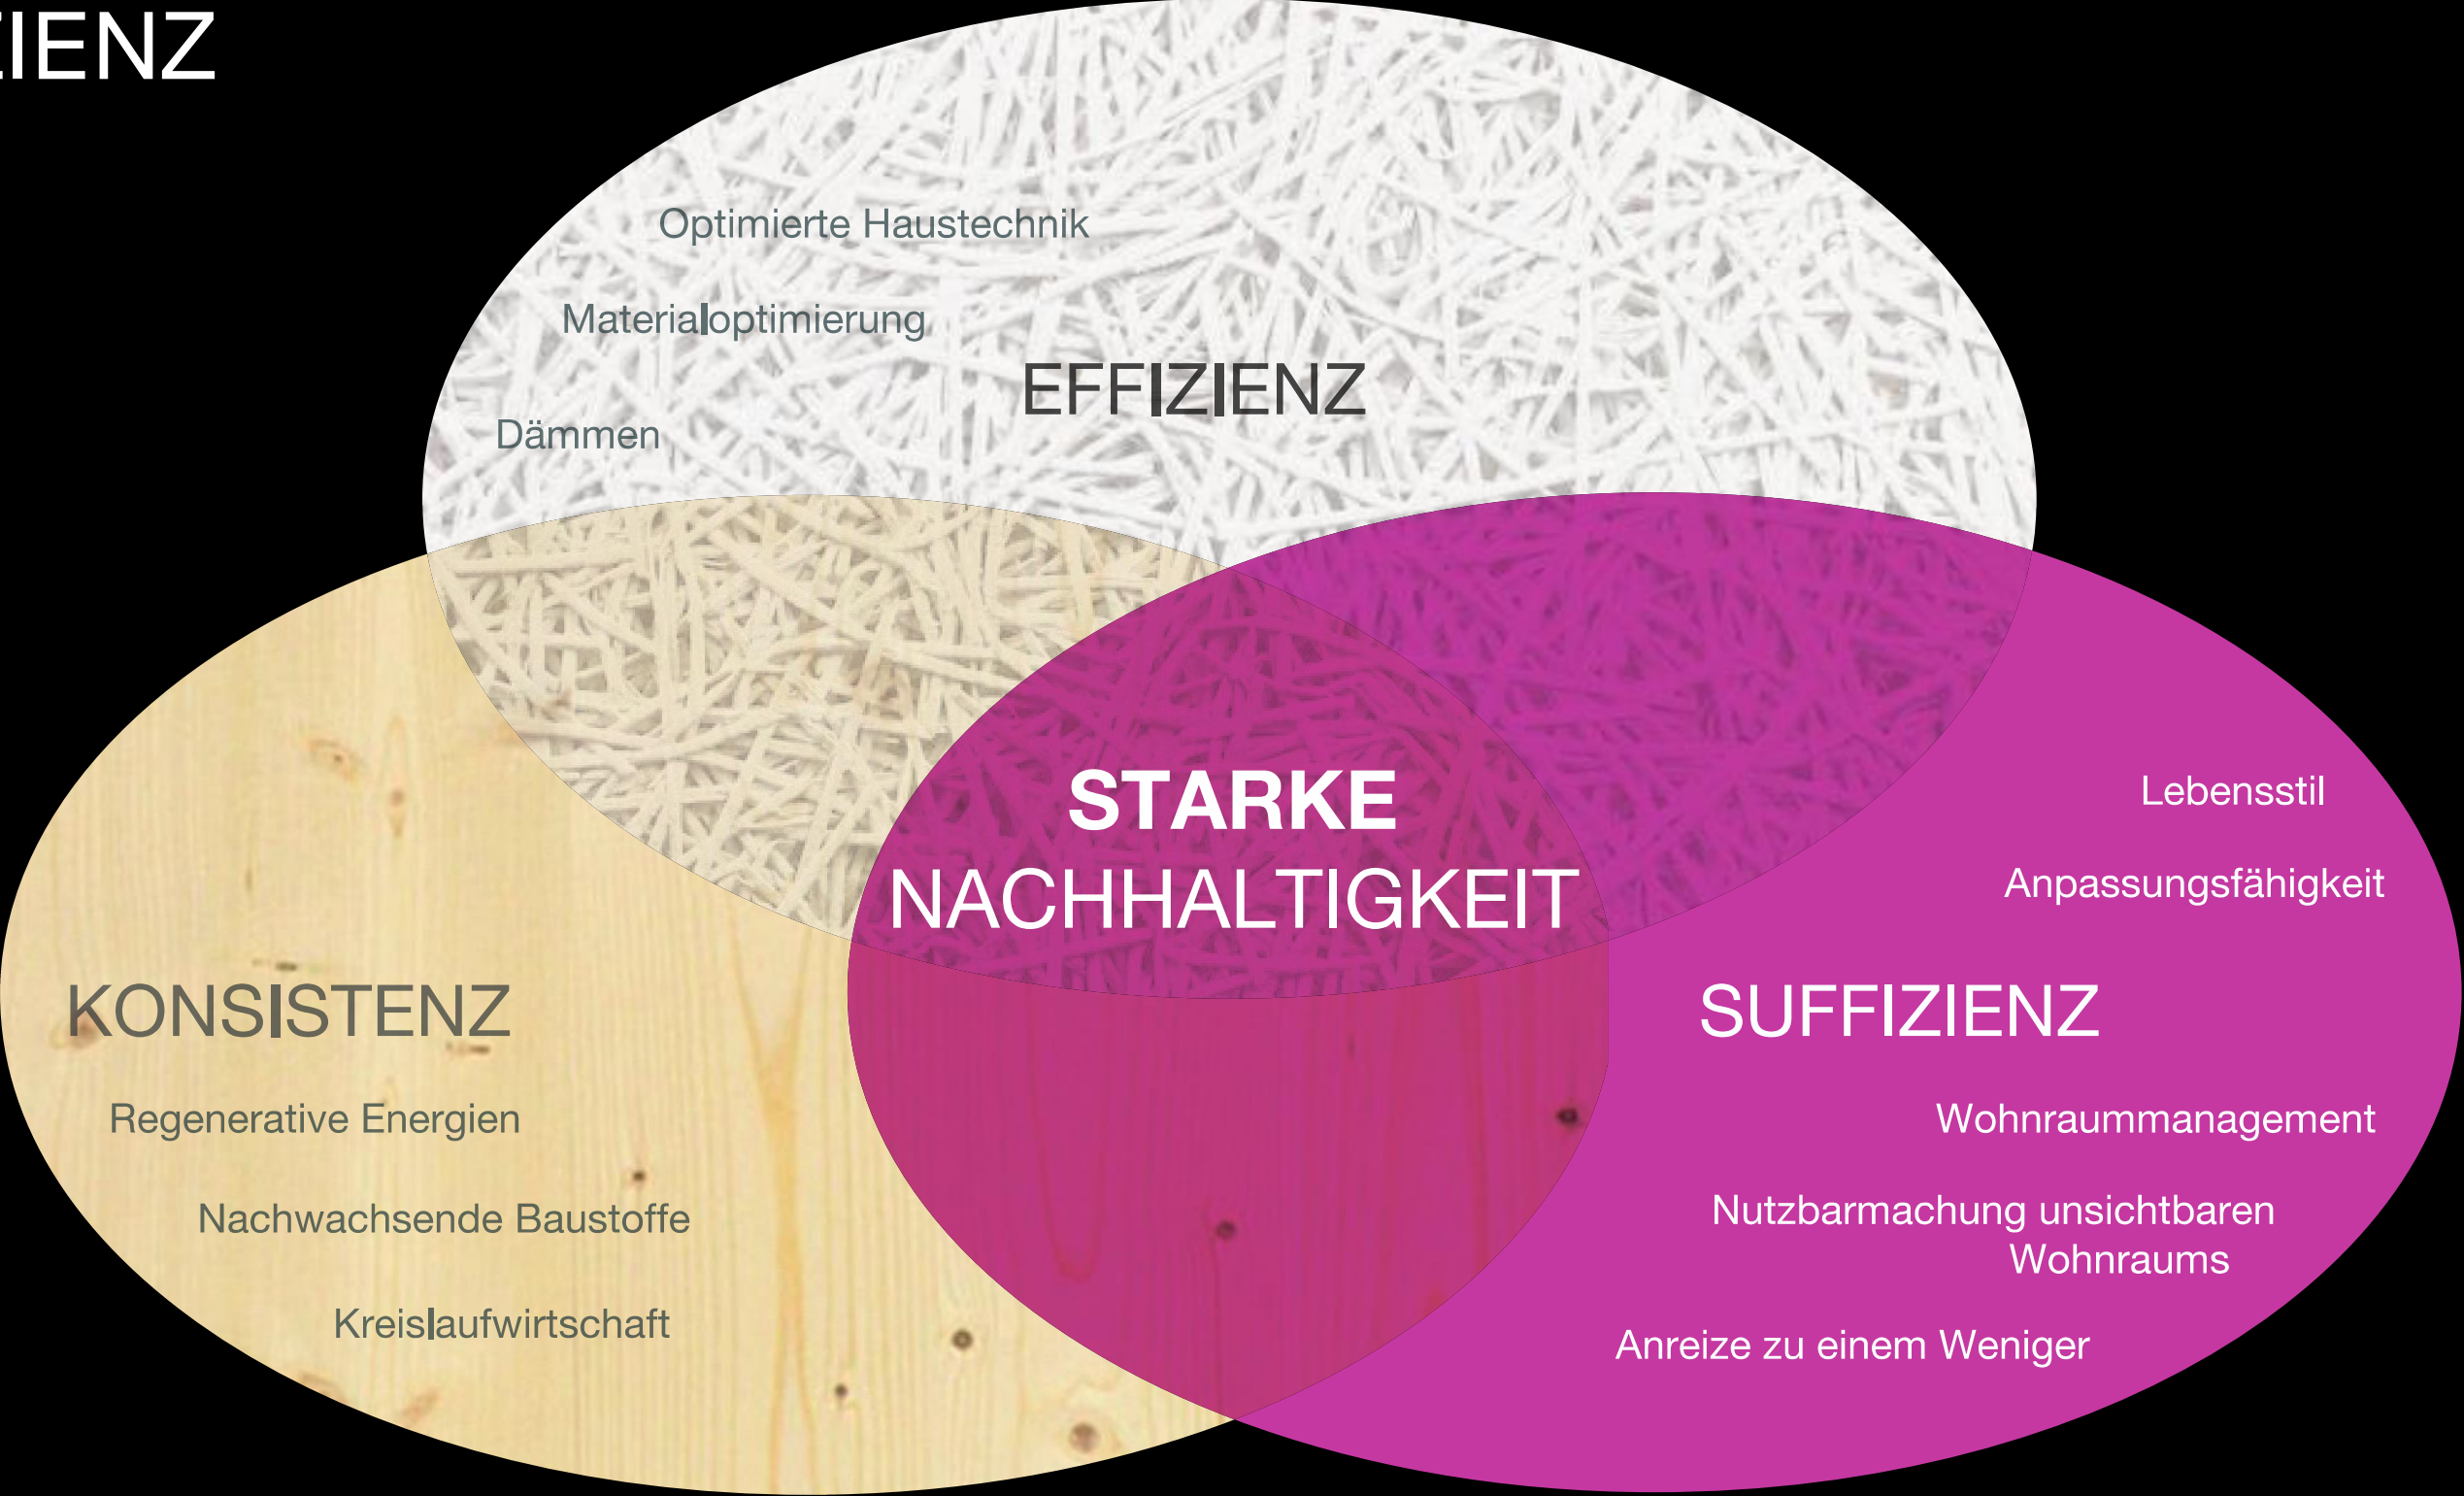 ZIENZ
Optimierte Haustechnik
Materialoptimierung
EFFIZIENZ
Dämmen
STARKE
NACHHALTIGKEIT
KONSISTENZ
Regenerative Energien
Nachwachsende Baustoffe
Kreislaufwirtschaft
Lebensstil
Anpassungsfähigkeit
SUFFIZIENZ
Wohnraummanagement
Nutzbarmachung unsichtbaren
Wohnraums
Anreize zu einem Weniger